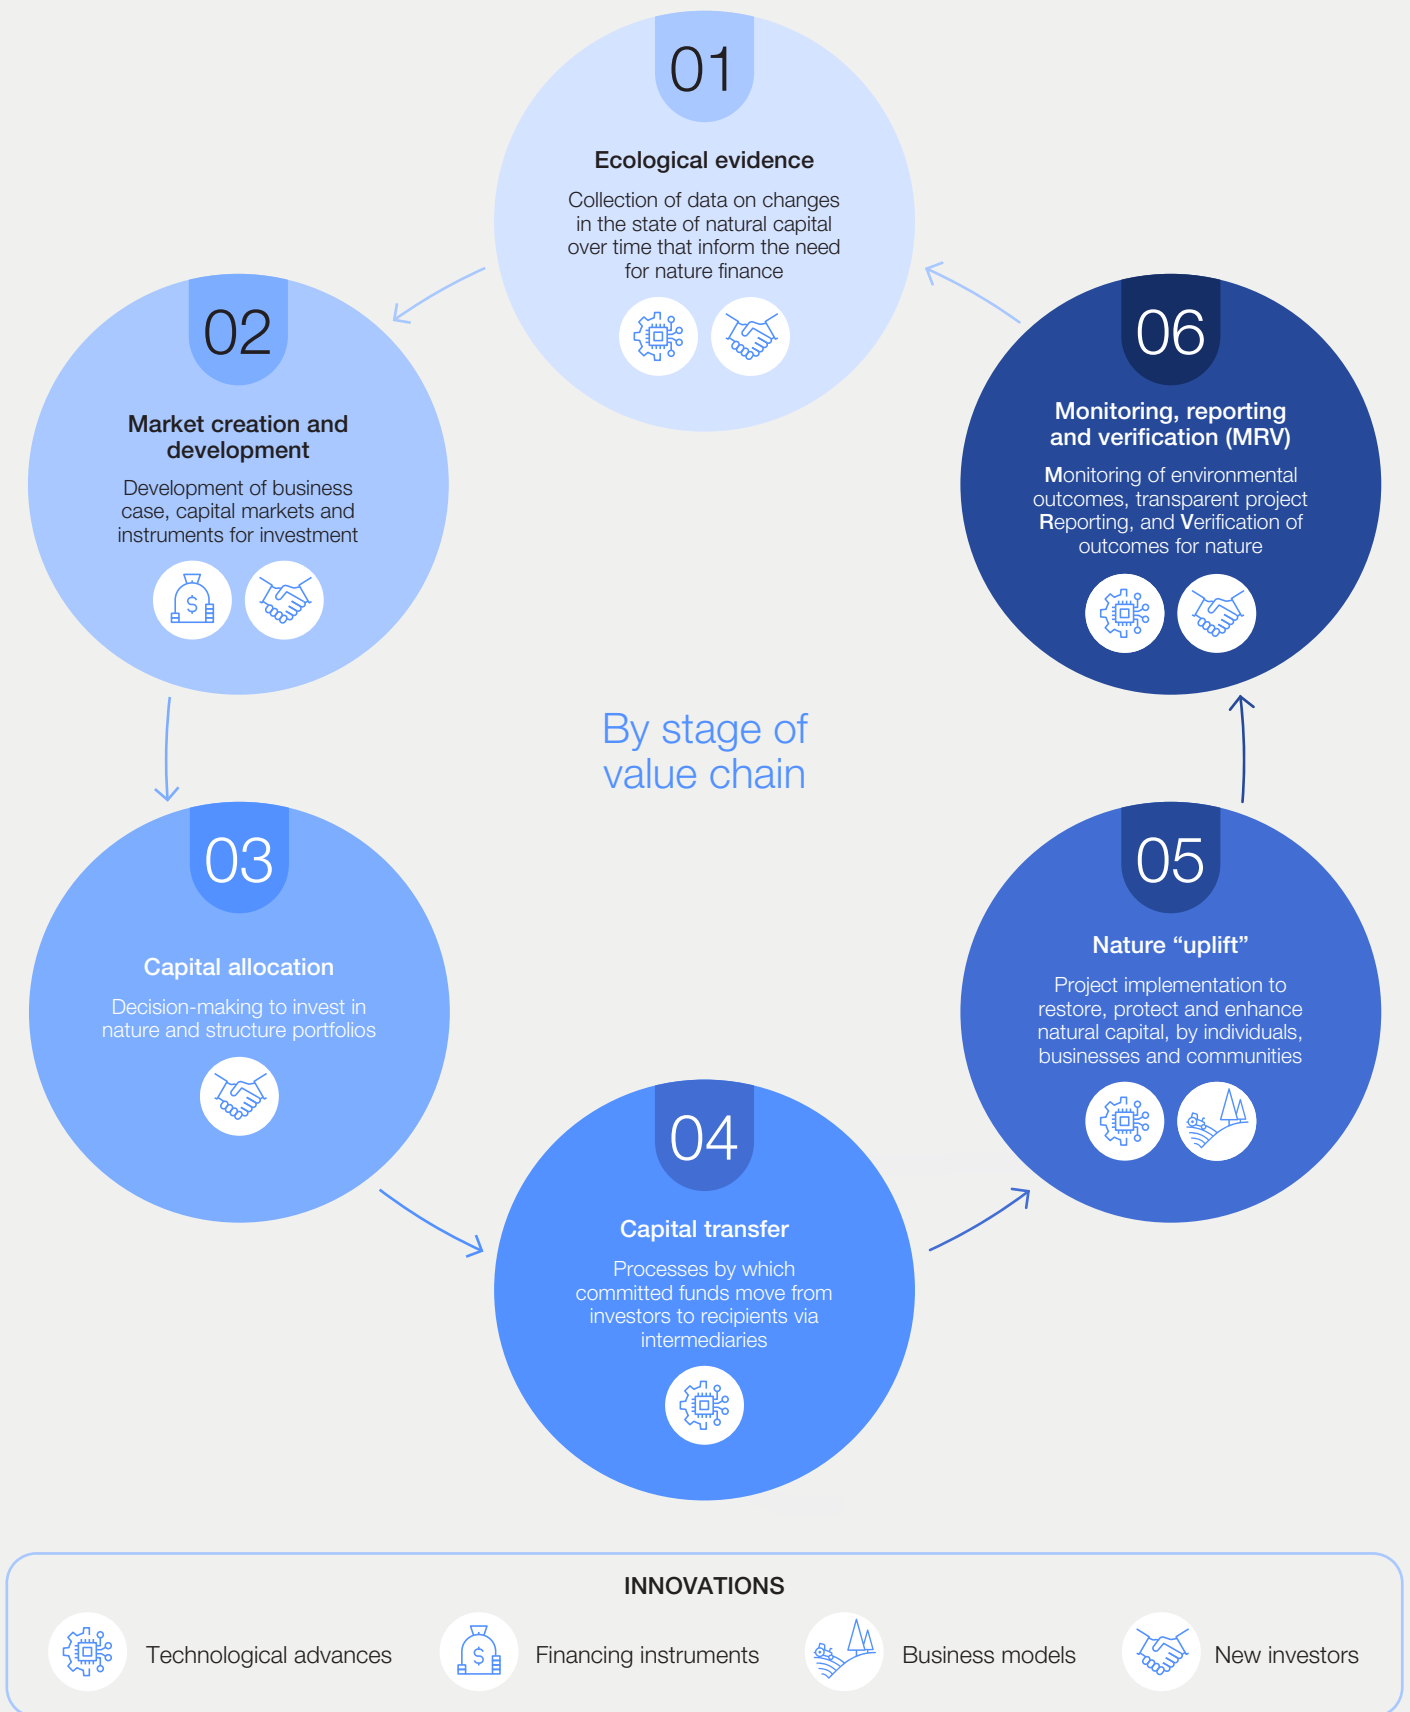 01
Ecological evidence
Collection of data on changes
in the state of natural capital
over time that inform the need
for nature finance
02
Market creation and
development
Development of business
case, capital markets and
instruments for investment
03
Capital allocation
Decision-making to invest in
nature and structure portfolios
04
Capital transfer
Processes by which
committed funds move from
investors to recipients via
intermediaries
05
Nature “uplift”
Project implementation to
restore, protect and enhance
natural capital, by individuals,
businesses and communities
06
Monitoring, reporting
and verification (MRV)
Monitoring of environmental
outcomes, transparent project
Reporting, and Verification of
outcomes for nature
By stage of
value chain
INNOVATIONS
Technological advances
$
Financing instruments
Business models
New investors